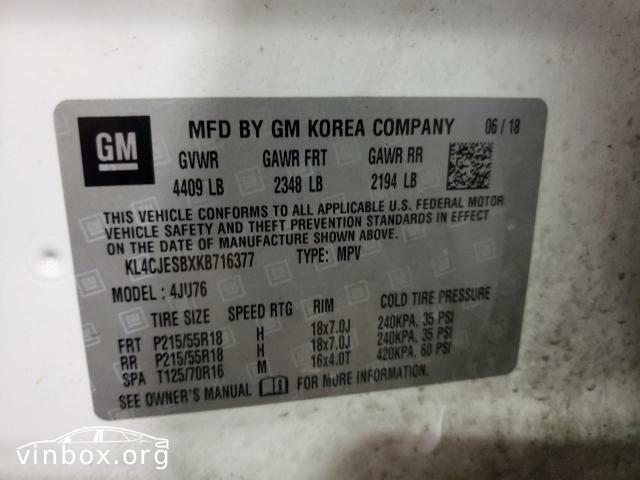 GM
MFD BY GM KOREA COMPANY 06/18
GVWR GAWR FRT GAWR RR
4409 LB 2348 LB 2194 LB
THIS VEHICLE CONFORMS TO ALL APPLICABLE U.S. FEDERAL MOTOR
VEHICLE SAFETY AND THEFT PREVENTION STANDARDS IN EFFECT
ON THE DATE OF MANUFACTURE SHOWN ABOVE.
KL4CJESBXKB716377 TYPE: MPV
MODEL : 4JU76
TIRE SIZE SPEED RTG RIM COLD TIRE PRESSURE
FRT P215/55R18 H 18x7.0J 240KPA, 35 PSI
RR P215/55R18 H 18x7.0J 240KPA, 35 PSI
SPA T125/70R16 M 16x4.0T 420KPA, 60 PSI
SEE OWNER'S MANUAL FOR MORE INFORMATION.
vinbox.org